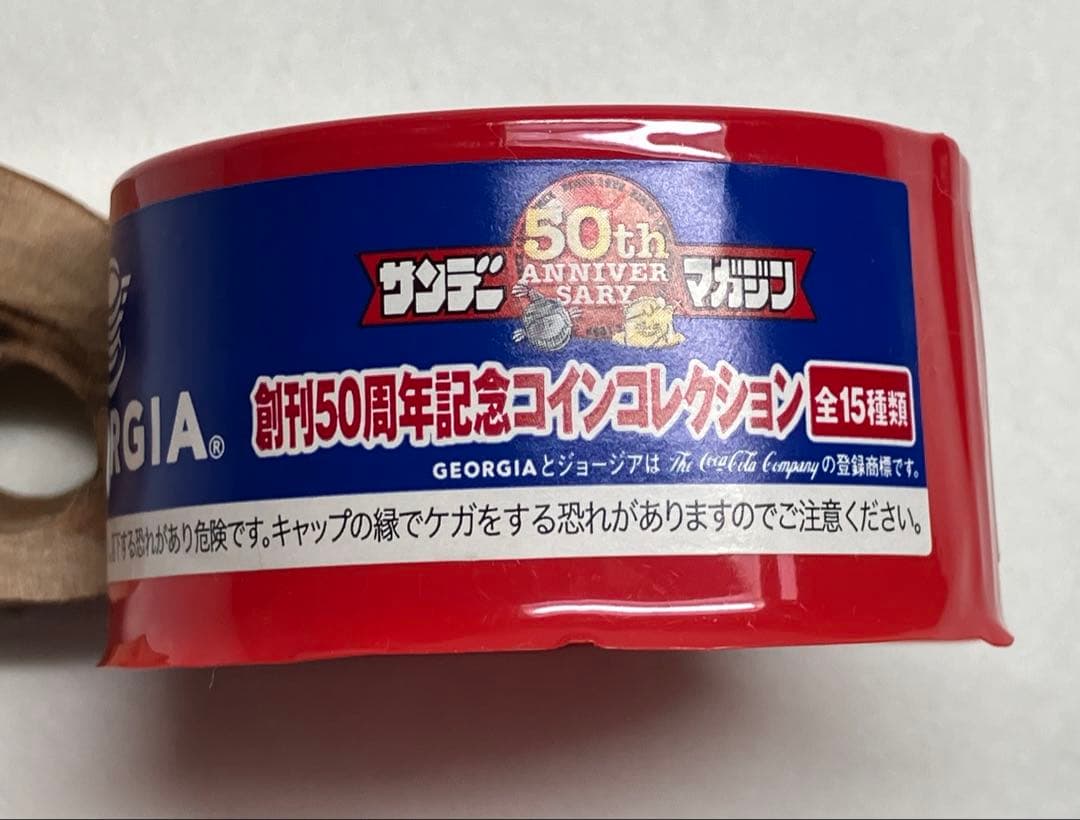 50th
ANNIVER
SARY
サンデー
マガジン
創刊50周年記念コインコレクション 全15種類
RGIA®
GEORGIAとジョージアは The Coca-Cola Company の登録商標です。
する恐れがあり危険です。キャップの縁でケガをする恐れがありますのでご注意ください。